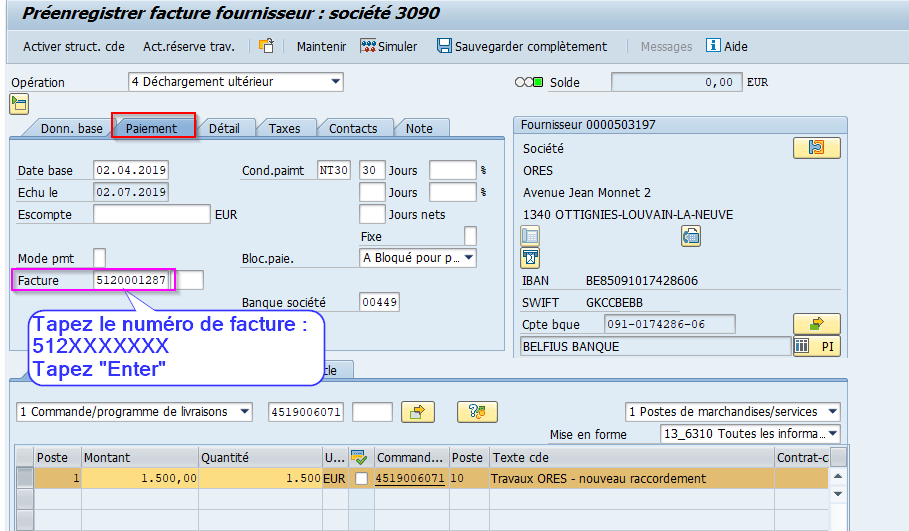 Préenregistrer facture fournisseur : société 3090
Activer struct. cde Act.réserve trav. Maintenir Simuler Sauvegarder complètement Messages Aide
Opération 4 Déchargement ultérieur Solde 0,00 EUR
Donn. base Paiement Détail Taxes Contacts Note
Date base 02.04.2019 Cond.paimt NT30 30 Jours %
Echu le 02.07.2019 Jours %
Escompte EUR Jours nets
Fixe
Mode pmt Bloc.paie. A Bloqué pour p...
Facture 5120001287
Banque société 00449
Tapez le numéro de facture :
512XXXXXXX
Tapez "Enter"
Fournisseur 0000503197
Société
ORES
Avenue Jean Monnet 2
1340 OTTIGNIES-LOUVAIN-LA-NEUVE
IBAN BE85091017428606
SWIFT GKCCBEBB
Cpte bque 091-0174286-06
BELFIUS BANQUE PI
1 Commande/programme de livraisons 4519006071 1 Postes de marchandises/services
Mise en forme 13_6310 Toutes les informa...
Poste Montant Quantité U... Command... Poste Texte cde Contrat-c
1 1.500,00 1.500 EUR 4519006071 10 Travaux ORES - nouveau raccordement